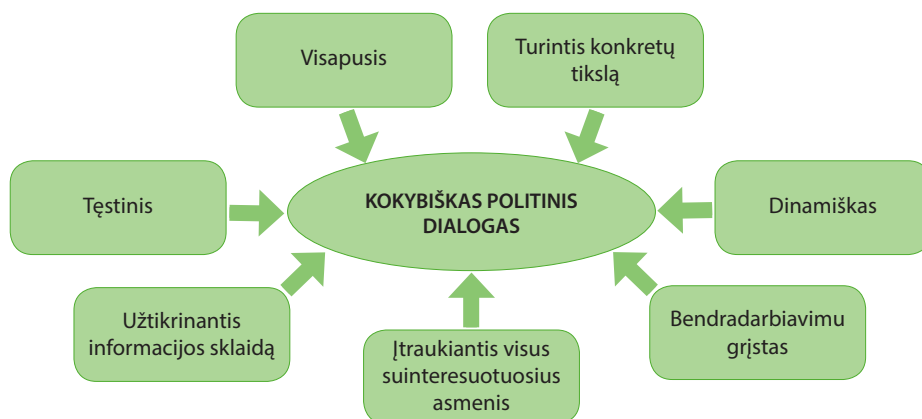 Visapusis
Turintis konkretų
tikslą
Tęstinis
KOKYBIŠKAS POLITINIS
DIALOGAS
Dinamiškas
Užtikrinantis
informacijos sklaidą
Įtraukiantis visus
suinteresuotuosius
asmenis
Bendradarbiavimu
grįstas